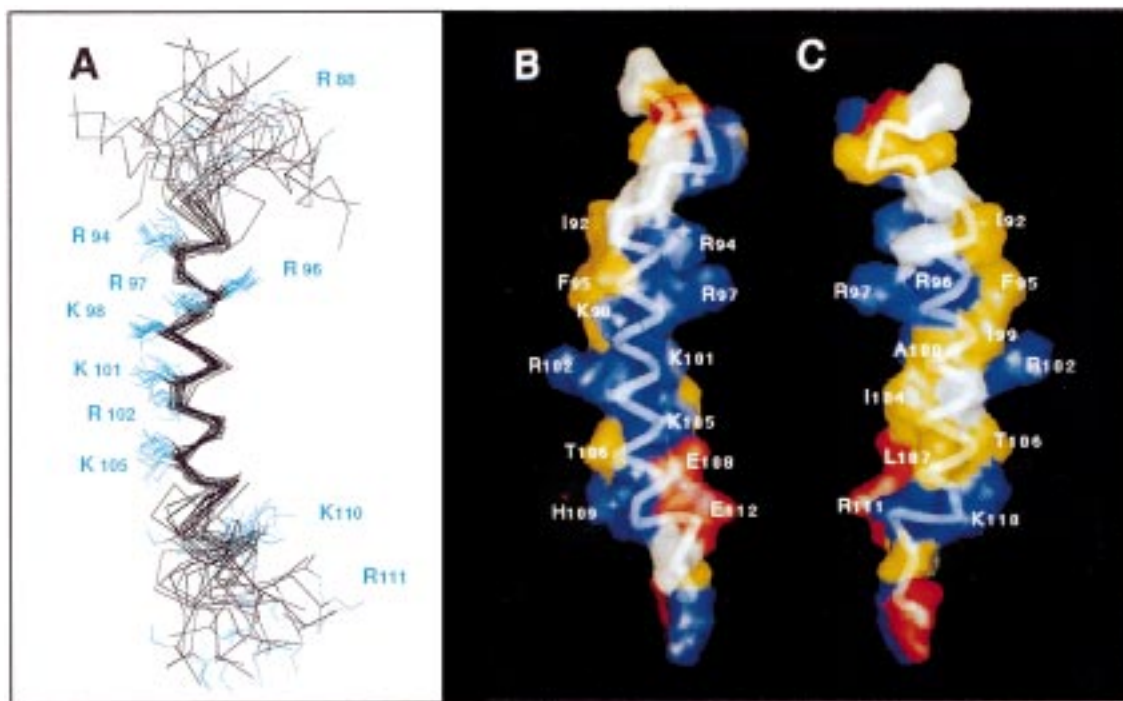 A
R 88
R 94
R 96
R 97
K 98
K 101
R 102
K 105
K110
R111
B
I92
R94
F95
R97
K98
R102
K101
K105
T106
E108
H109
E112
C
I92
R96
R97
F95
I99
A100
R102
I104
T106
L107
R111
K110